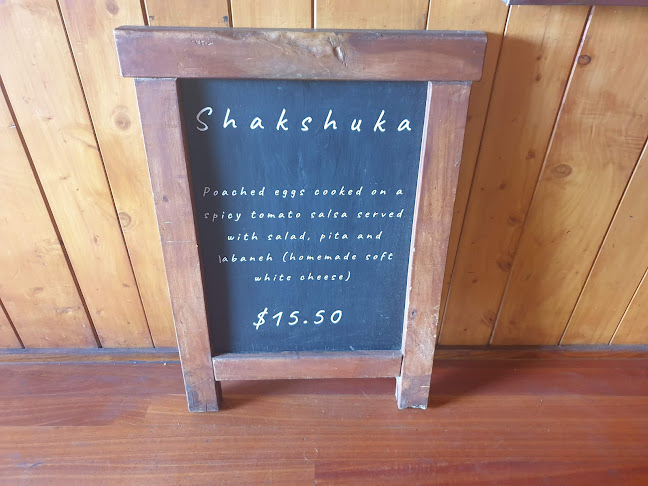 Shakshuka
Poached eggs cooked on a
spicy tomato salsa served
with salad, pita and
labaneh (homemade soft
white cheese)
$15.50